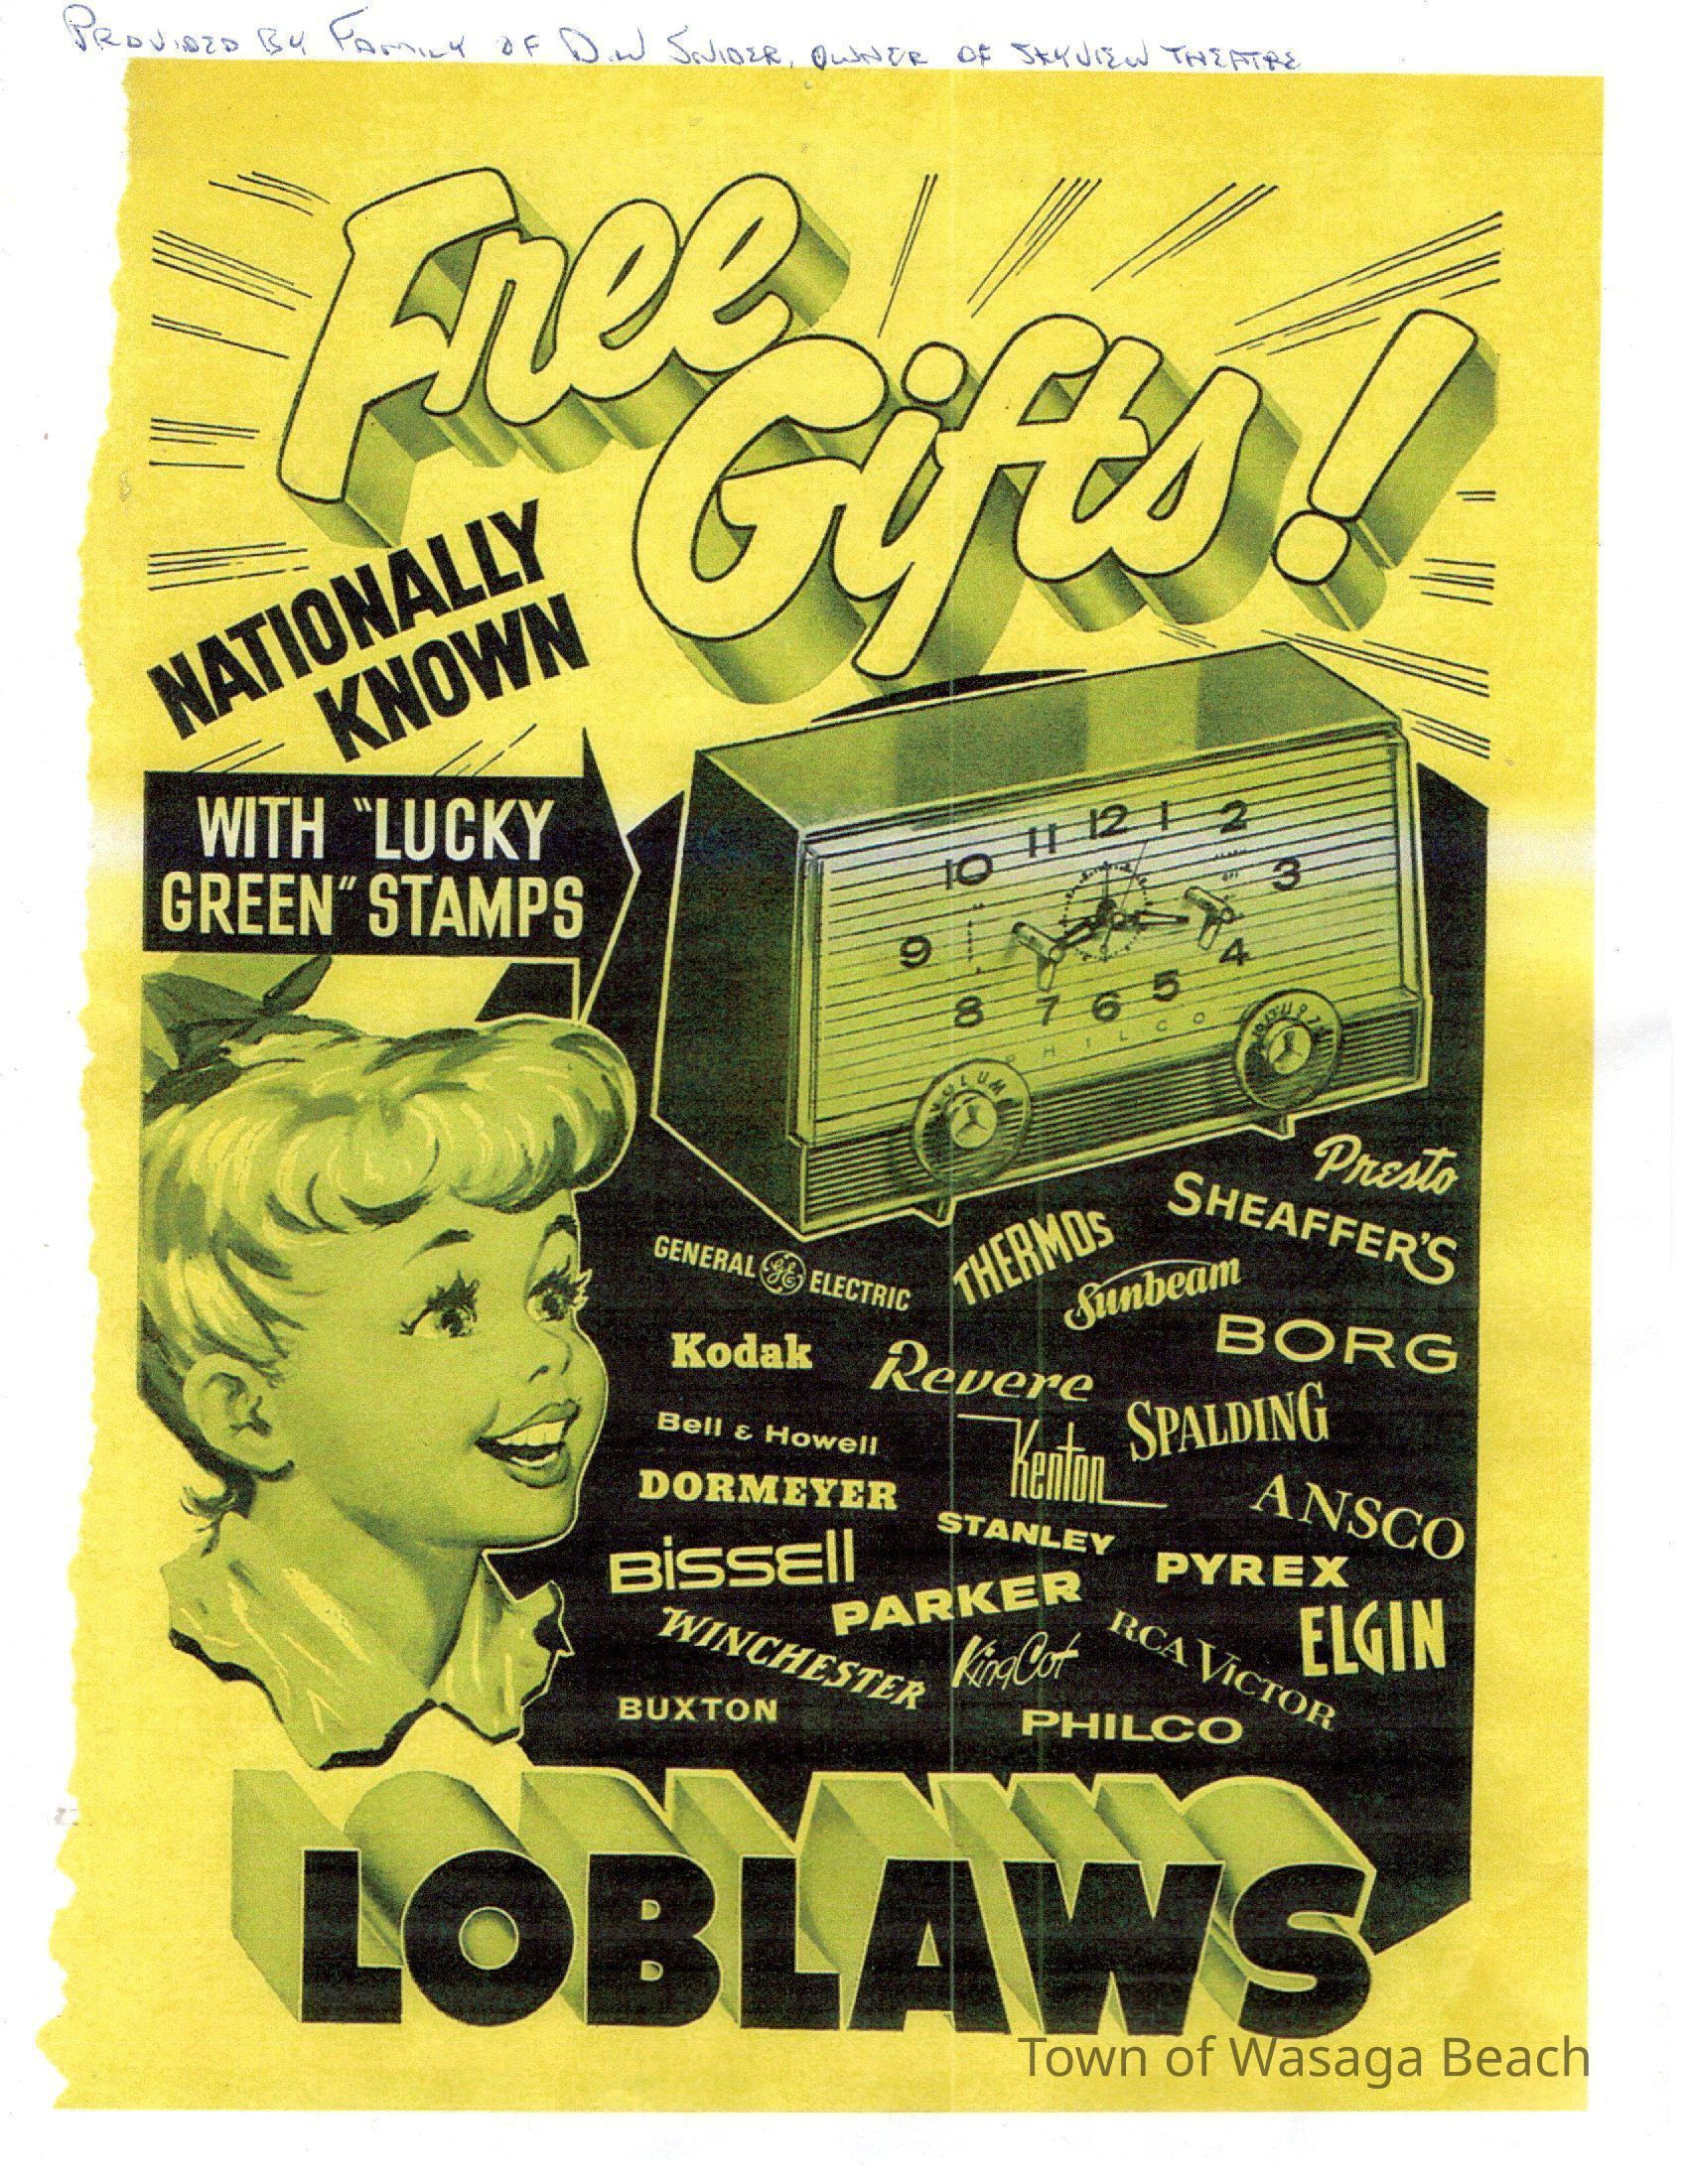 PROVIDED BY FAMILY OF D.W SNIDER, OWNER OF SKYVIEW THEATRE
Free
Gifts!
NATIONALLY
KNOWN
WITH "LUCKY
GREEN" STAMPS
12 1 2 3 4 5 6 7 8 9 10 11
PHILCO
VOLUME
Presto
SHEAFFER'S
GENERAL GE ELECTRIC
THERMOS
Sunbeam
BORG
Kodak
Revere
SPALDING
Bell & Howell
Kenton
DORMEYER
ANSCO
STANLEY
BiSSEll
PYREX
PARKER
ELGIN
WINCHESTER
KingCot
RCA VICTOR
BUXTON
PHILCO
LOBLAWS
Town of Wasaga Beach